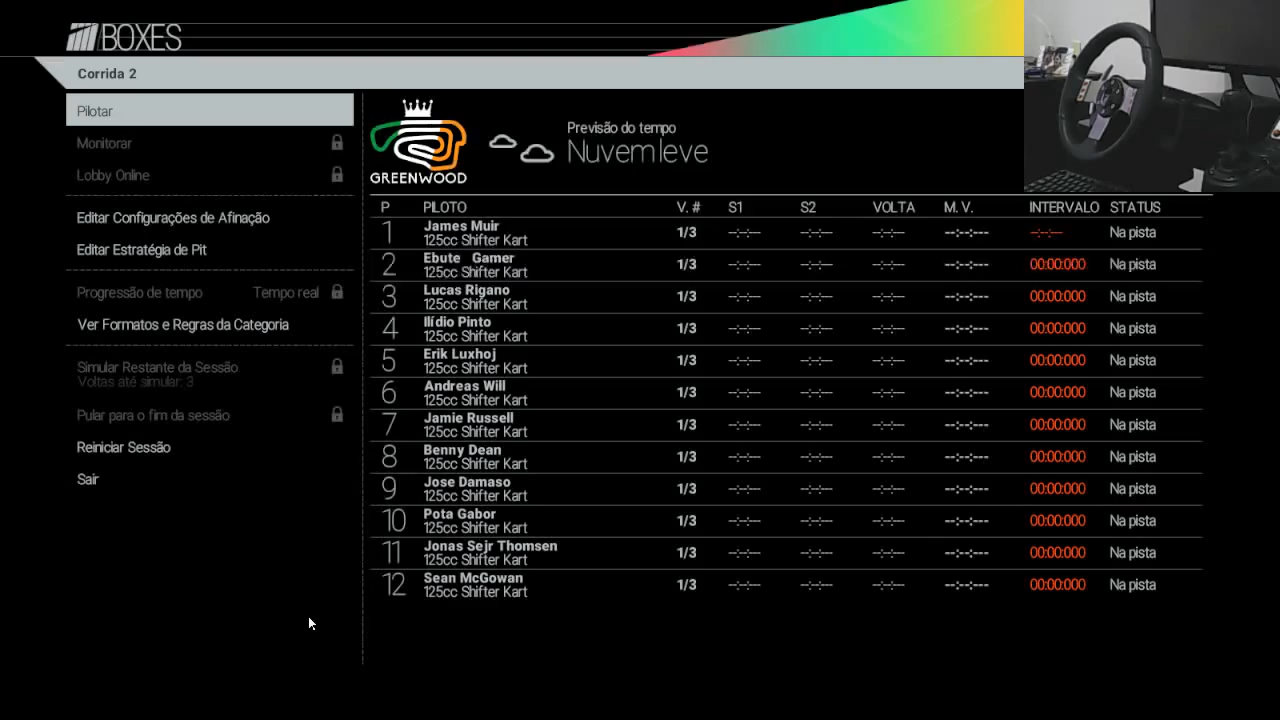 BOXES
Corrida 2
Pilotar
Monitorar
Lobby Online
Editar Configurações de Afinação
Editar Estratégia de Pit
Progressão de tempo Tempo real
Ver Formatos e Regras da Categoria
Simular Restante da Sessão
Voltas até simular: 3
Pular para o fim da sessão
Reiniciar Sessão
Sair
GREENWOOD
Previsão do tempo
Nuvem leve
P PILOTO V. # S1 S2 VOLTA M. V. INTERVALO STATUS
1 James Muir 1/3 --:--:--- --:--:--- --:--:--- --:--:--- --:--:--- Na pista
125cc Shifter Kart
2 Ebute Gamer 1/3 --:--:--- --:--:--- --:--:--- --:--:--- 00:00:000 Na pista
125cc Shifter Kart
3 Lucas Rigano 1/3 --:--:--- --:--:--- --:--:--- --:--:--- 00:00:000 Na pista
125cc Shifter Kart
4 Ilídio Pinto 1/3 --:--:--- --:--:--- --:--:--- --:--:--- 00:00:000 Na pista
125cc Shifter Kart
5 Erik Luxhoj 1/3 --:--:--- --:--:--- --:--:--- --:--:--- 00:00:000 Na pista
125cc Shifter Kart
6 Andreas Will 1/3 --:--:--- --:--:--- --:--:--- --:--:--- 00:00:000 Na pista
125cc Shifter Kart
7 Jamie Russell 1/3 --:--:--- --:--:--- --:--:--- --:--:--- 00:00:000 Na pista
125cc Shifter Kart
8 Benny Dean 1/3 --:--:--- --:--:--- --:--:--- --:--:--- 00:00:000 Na pista
125cc Shifter Kart
9 Jose Damaso 1/3 --:--:--- --:--:--- --:--:--- --:--:--- 00:00:000 Na pista
125cc Shifter Kart
10 Pota Gabor 1/3 --:--:--- --:--:--- --:--:--- --:--:--- 00:00:000 Na pista
125cc Shifter Kart
11 Jonas Sejr Thomsen 1/3 --:--:--- --:--:--- --:--:--- --:--:--- 00:00:000 Na pista
125cc Shifter Kart
12 Sean McGowan 1/3 --:--:--- --:--:--- --:--:--- --:--:--- 00:00:000 Na pista
125cc Shifter Kart